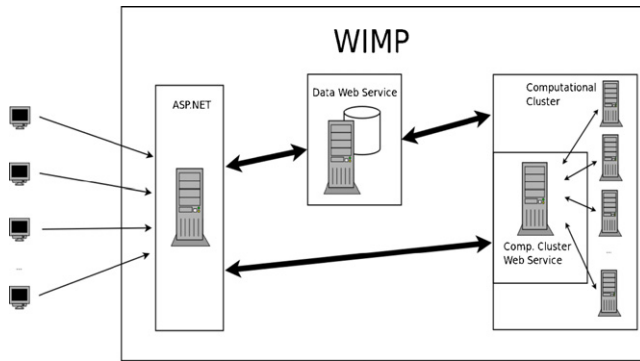 WIMP
ASP.NET
Data Web Service
Computational
Cluster
Comp. Cluster
Web Service
...
...